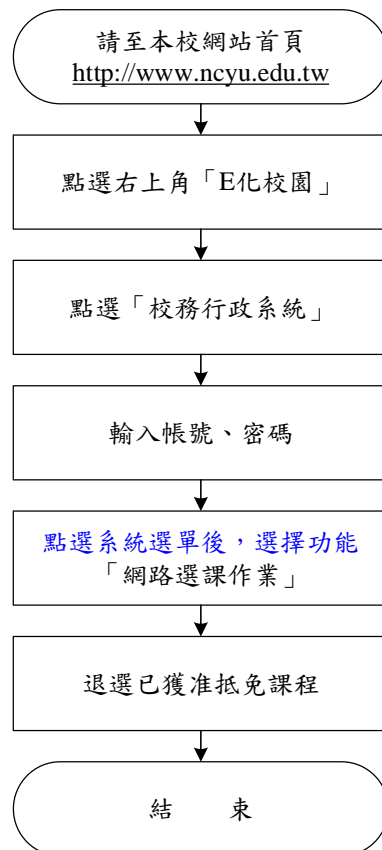 請至本校網站首頁
http://www.ncyu.edu.tw
點選右上角「E化校園」
點選「校務行政系統」
輸入帳號、密碼
點選系統選單後，選擇功能
「網路選課作業」
退選已獲准抵免課程
結　　束